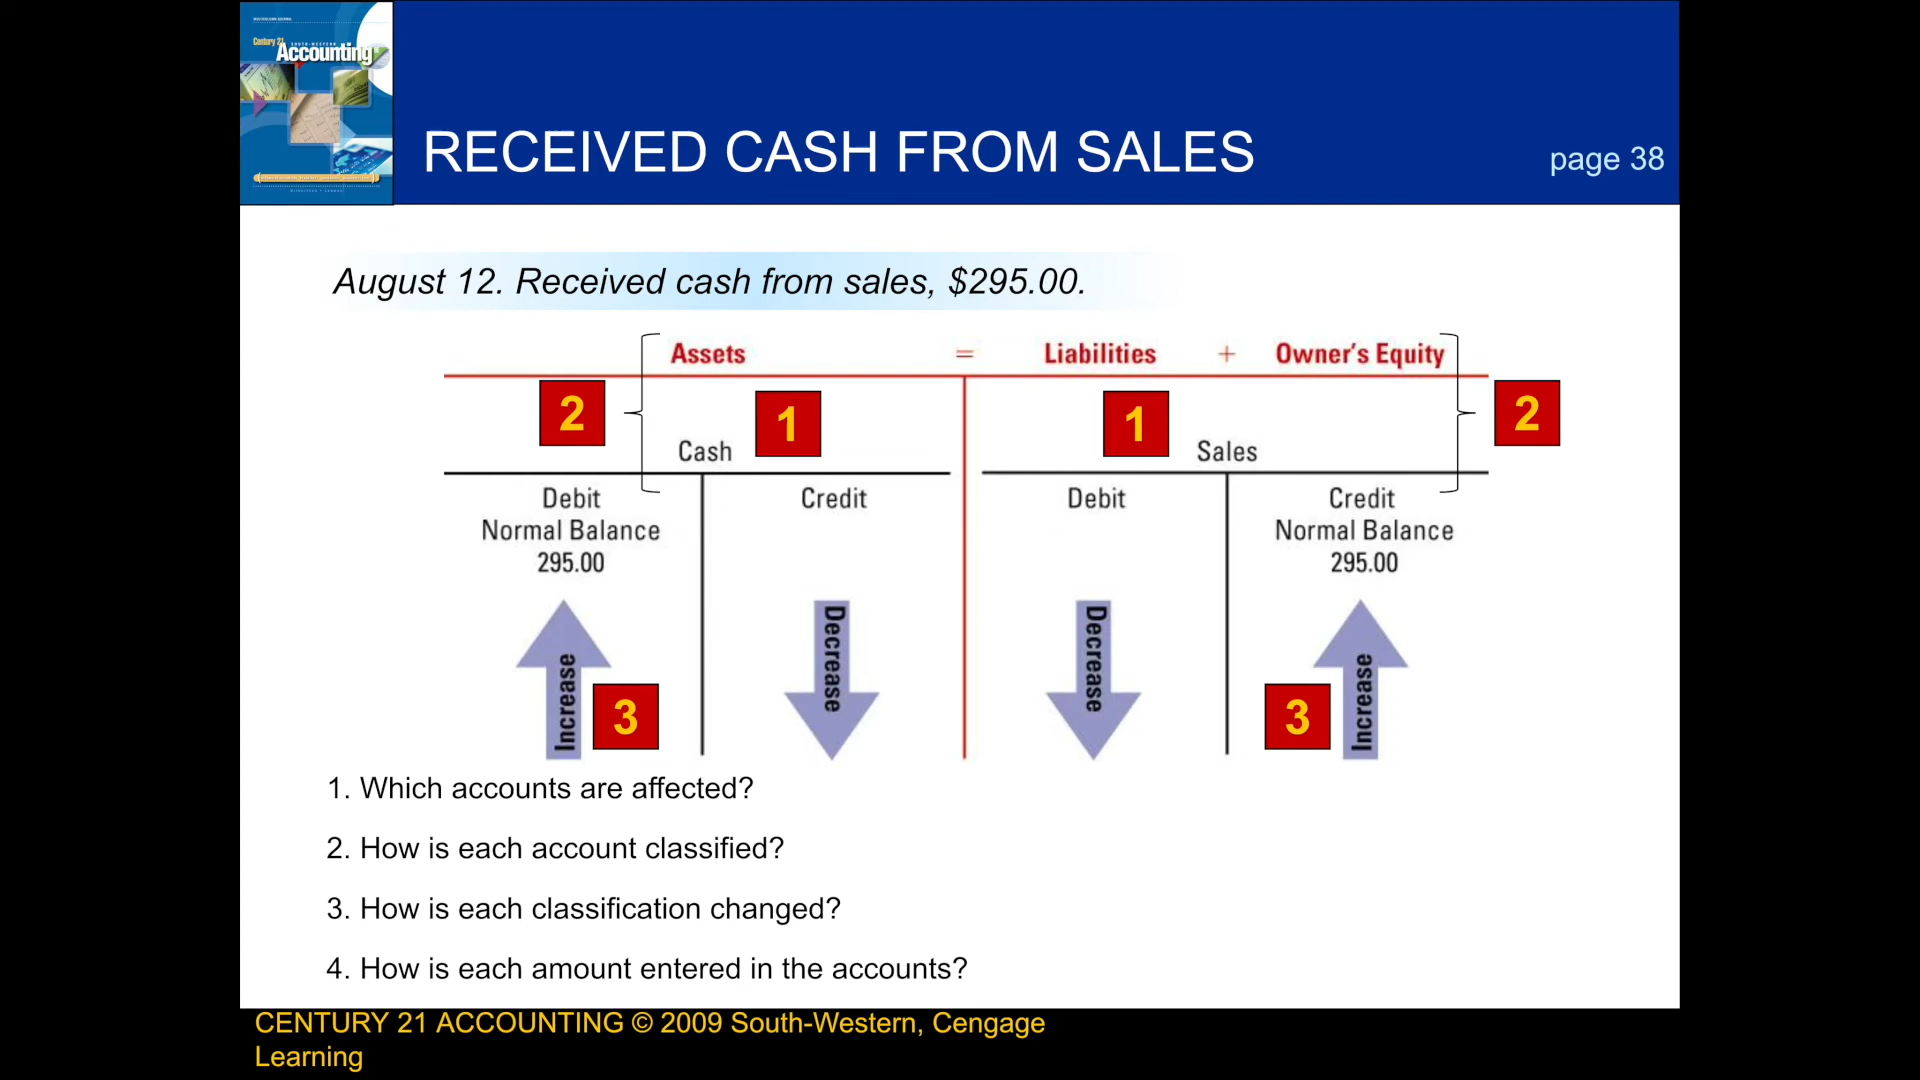 Century 21
SOUTH-WESTERN
Accounting
RECEIVED CASH FROM SALES
page 38
August 12. Received cash from sales, $295.00.
Assets = Liabilities + Owner's Equity
2 1 1 2
Cash Sales
Debit Credit Debit Credit
Normal Balance Normal Balance
295.00 295.00
Increase Decrease Decrease Increase
3 3
1. Which accounts are affected?
2. How is each account classified?
3. How is each classification changed?
4. How is each amount entered in the accounts?
CENTURY 21 ACCOUNTING © 2009 South-Western, Cengage
Learning